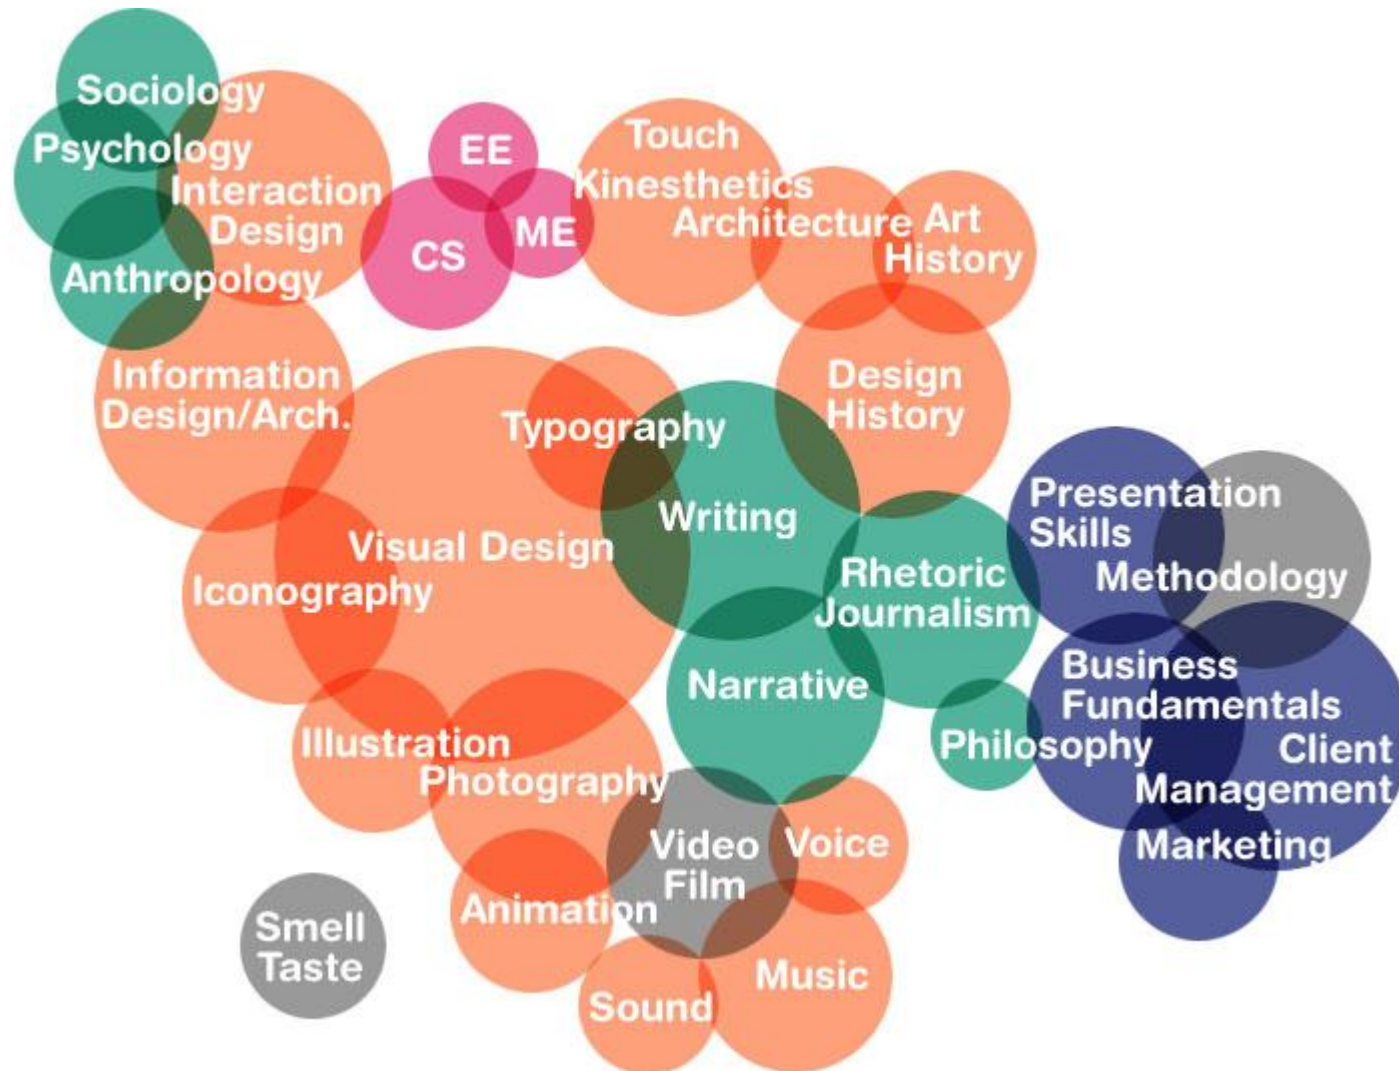 Sociology
Psychology
Interaction
Design
Anthropology
EE
ME
CS
Touch
Kinesthetics
Architecture
Art
History
Information
Design/Arch.
Typography
Design
History
Writing
Visual Design
Iconography
Rhetoric
Journalism
Presentation
Skills
Methodology
Narrative
Business
Fundamentals
Philosophy
Client
Management
Marketing
Illustration
Photography
Video
Film
Voice
Animation
Smell
Taste
Music
Sound